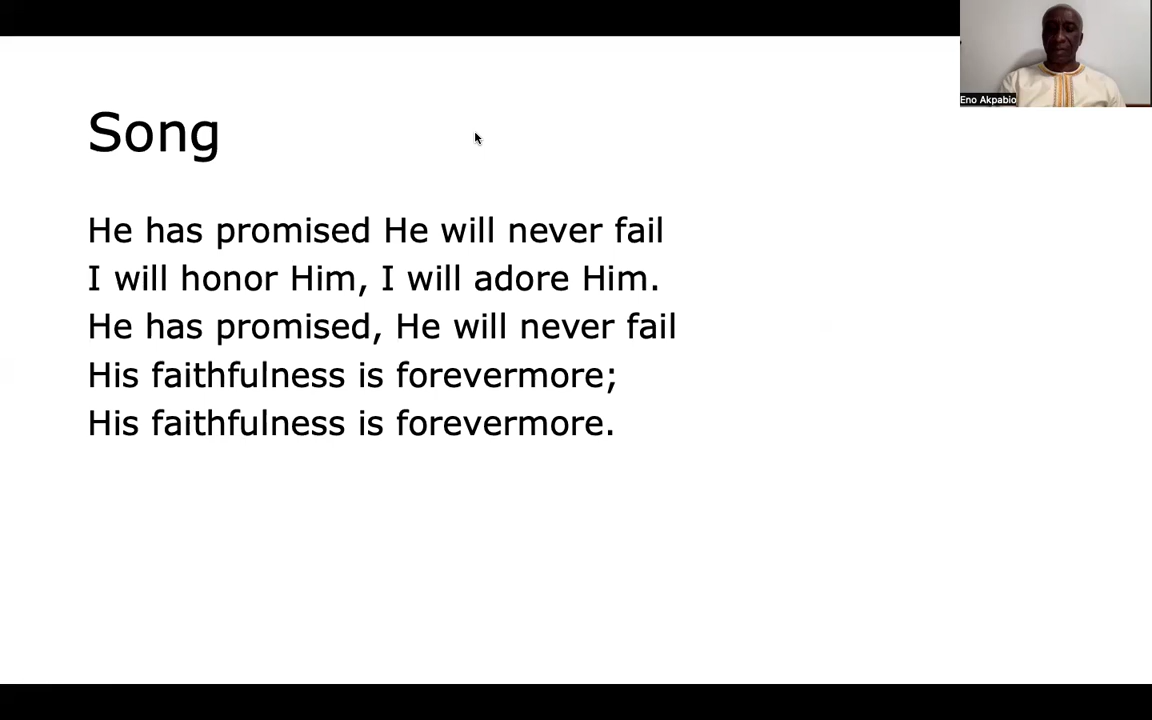 Eno Akpabio
Song
He has promised He will never fail
I will honor Him, I will adore Him.
He has promised, He will never fail
His faithfulness is forevermore;
His faithfulness is forevermore.